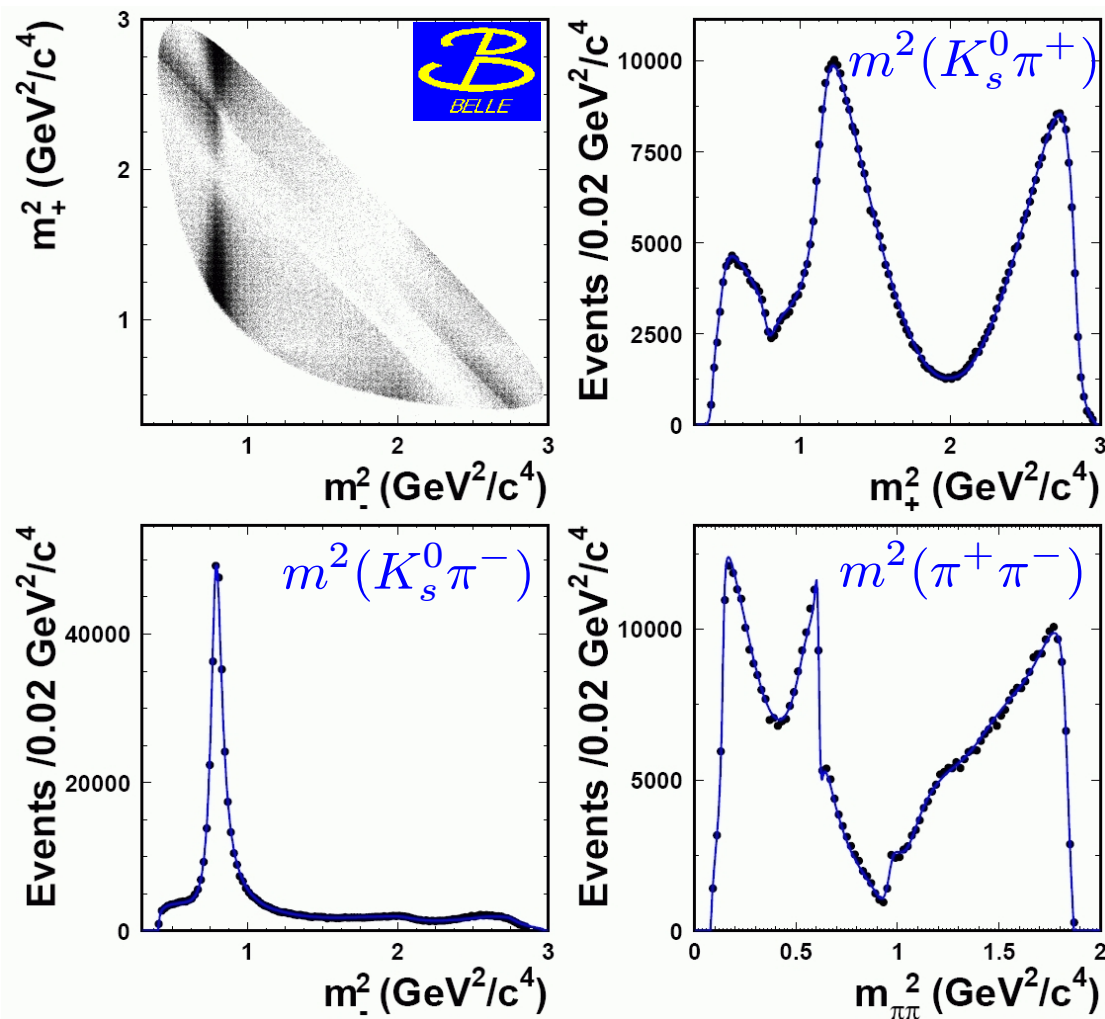 m²₊ (GeV²/c⁴)
3
2
1
B
BELLE
1 2 3
m²₋ (GeV²/c⁴)
Events /0.02 GeV²/c⁴
10000
7500
5000
2500
0
m²(K⁰ₛπ⁺)
1 2 3
m²₊ (GeV²/c⁴)
Events /0.02 GeV²/c⁴
40000
20000
0
m²(K⁰ₛπ⁻)
1 2 3
m²₋ (GeV²/c⁴)
Events /0.02 GeV²/c⁴
10000
5000
0
m²(π⁺π⁻)
0 0.5 1 1.5 2
m²_ππ (GeV²/c⁴)